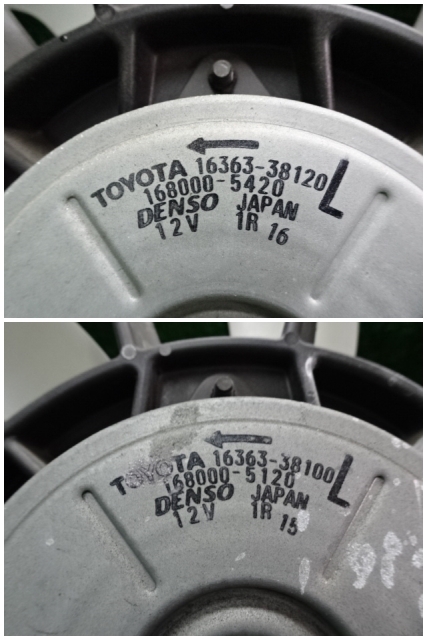 TOYOTA 16363-38120 L
168000-5420
DENSO JAPAN
12V 1R 16
TOYOTA 16363-38100 L
168000-5120
DENSO JAPAN
12V 1R 15